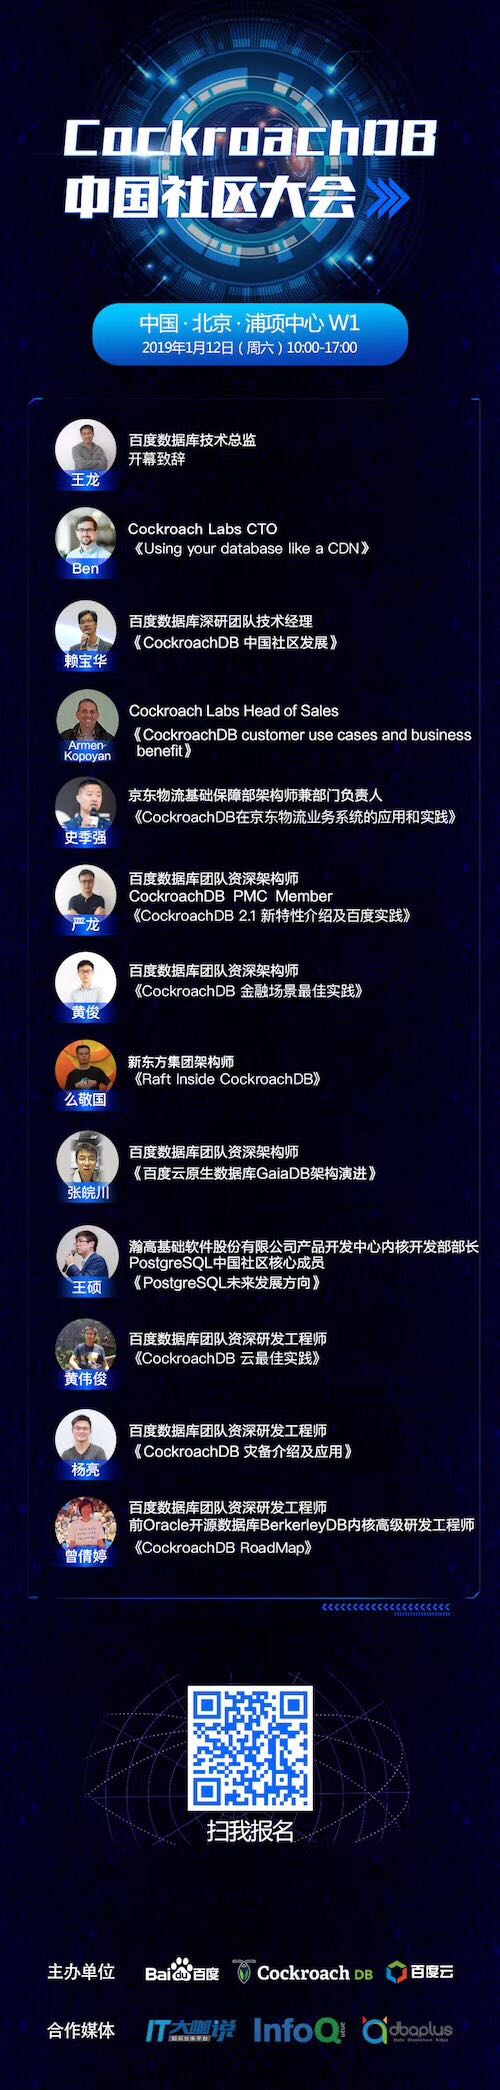 CockroachDB
中国社区大会
中国·北京·浦项中心 W1
2019年1月12日（周六）10:00-17:00
王龙
百度数据库技术总监
开幕致辞
Ben
Cockroach Labs CTO
《Using your database like a CDN》
赖宝华
百度数据库深研团队技术经理
《CockroachDB 中国社区发展》
Armen-
Kopoyan
Cockroach Labs Head of Sales
《CockroachDB customer use cases and business
benefit》
史季强
京东物流基础保障部架构师兼部门负责人
《CockroachDB在京东物流业务系统的应用和实践》
严龙
百度数据库团队资深架构师
CockroachDB PMC Member
《CockroachDB 2.1 新特性介绍及百度实践》
黄俊
百度数据库团队资深架构师
《CockroachDB 金融场景最佳实践》
么敬国
新东方集团架构师
《Raft Inside CockroachDB》
张皖川
百度数据库团队资深架构师
《百度云原生数据库GaiaDB架构演进》
王硕
瀚高基础软件股份有限公司产品开发中心内核开发部部长
PostgreSQL中国社区核心成员
《PostgreSQL未来发展方向》
黄伟俊
百度数据库团队资深研发工程师
《CockroachDB 云最佳实践》
杨亮
百度数据库团队资深研发工程师
《CockroachDB 灾备介绍及应用》
曾倩婷
百度数据库团队资深研发工程师
前Oracle开源数据库BerkerleyDB内核高级研发工程师
《CockroachDB RoadMap》
扫我报名
主办单位
Baidu百度
Cockroach DB
百度云
合作媒体
IT大咖说
知识分享平台
InfoQ
dbaplus